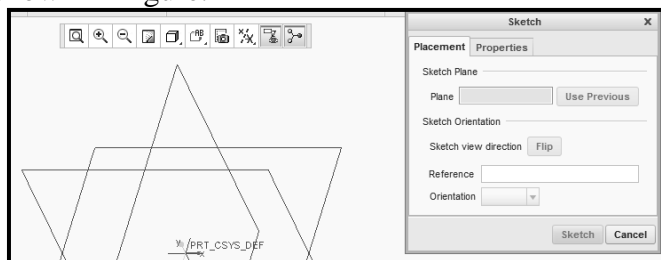 Sketch X
Placement Properties
Sketch Plane
Plane Use Previous
Sketch Orientation
Sketch view direction Flip
Reference
Orientation
Sketch Cancel
PRT_CSYS_DEF
X